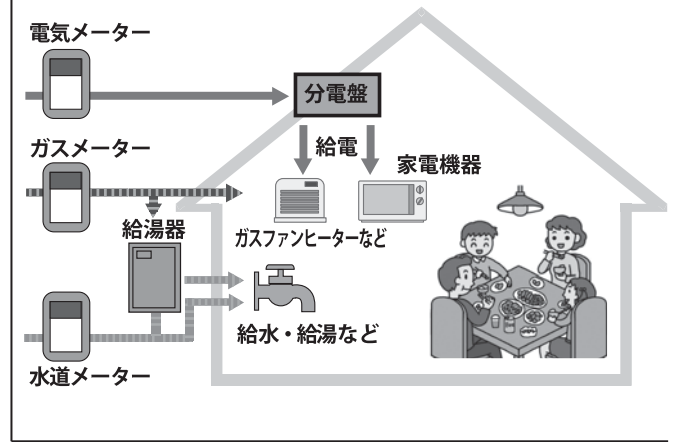 電気メーター
分電盤
給電
ガスメーター
家電機器
給湯器
ガスファンヒーターなど
給水・給湯など
水道メーター